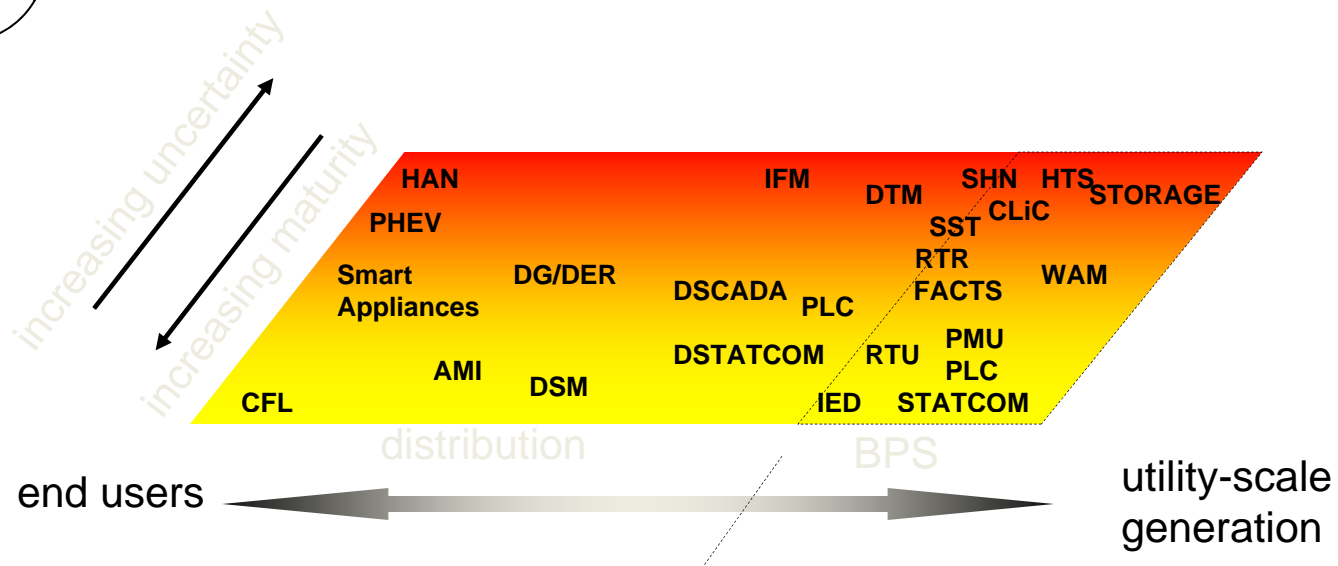 increasing uncertainty
increasing maturity
HAN
IFM
SHN
HTS
DTM
STORAGE
CLiC
PHEV
SST
RTR
Smart
Appliances
DG/DER
WAM
DSCADA
FACTS
PLC
PMU
DSTATCOM
RTU
PLC
AMI
DSM
CFL
IED
STATCOM
distribution
BPS
end users
utility-scale
generation